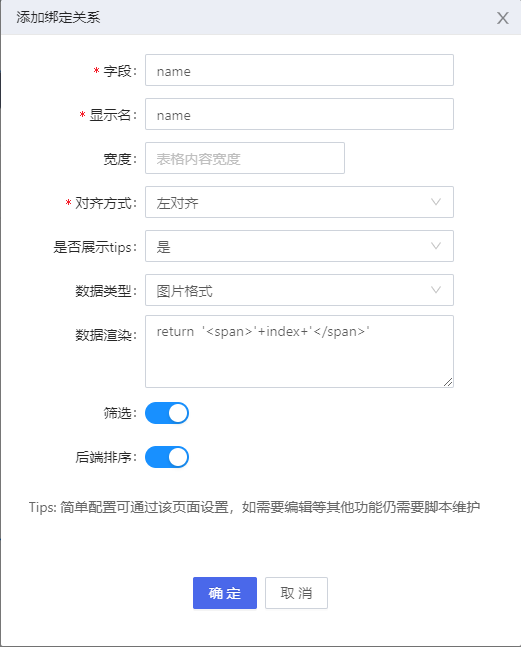 添加绑定关系 X
* 字段: name
* 显示名: name
宽度: 表格内容宽度
* 对齐方式: 左对齐
是否展示tips: 是
数据类型: 图片格式
数据渲染: return '<span>'+index+'</span>'
筛选:
后端排序:
Tips: 简单配置可通过该页面设置，如需要编辑等其他功能仍需要脚本维护
确 定 取 消